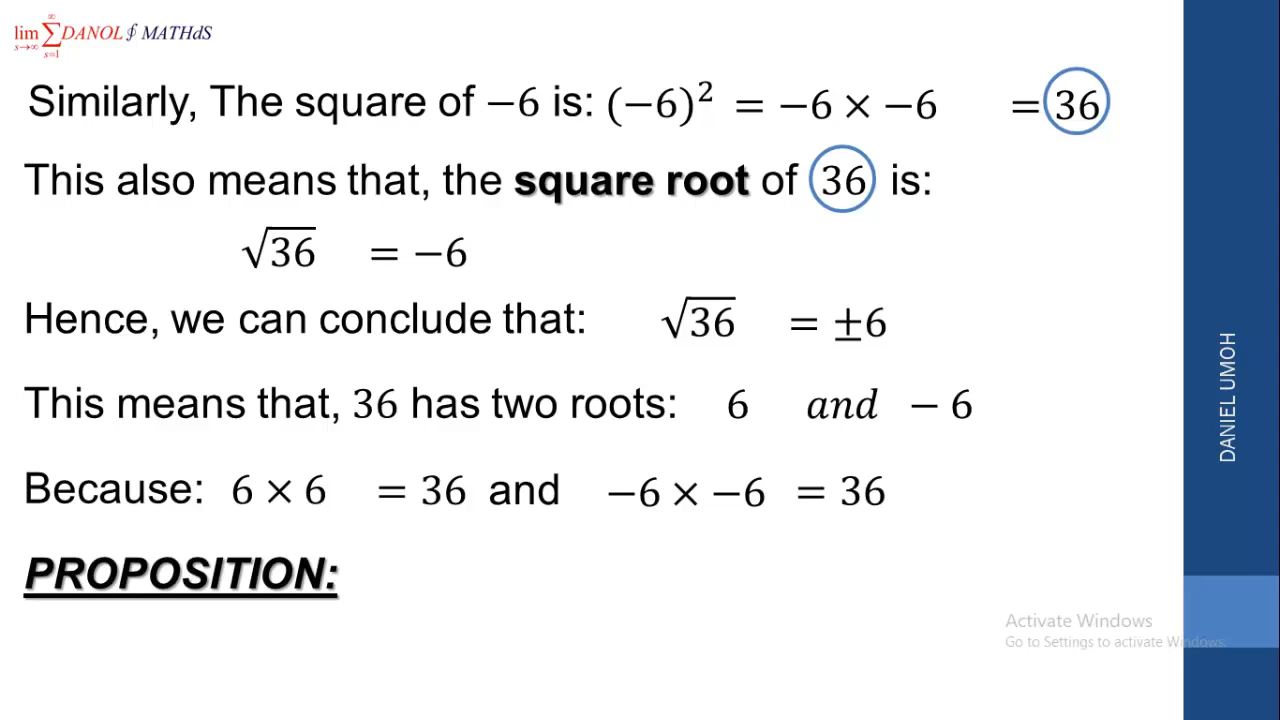 lim s→∞ ∞ ∑ s=1 DANOL ∮ MATHdS
Similarly, The square of −6 is: (−6)² = −6 × −6 = 36
This also means that, the square root of 36 is:
√36 = −6
Hence, we can conclude that: √36 = ±6
This means that, 36 has two roots: 6 and − 6
Because: 6 × 6 = 36 and −6 × −6 = 36
PROPOSITION:
DANIEL UMOH
Activate Windows
Go to Settings to activate Windows.